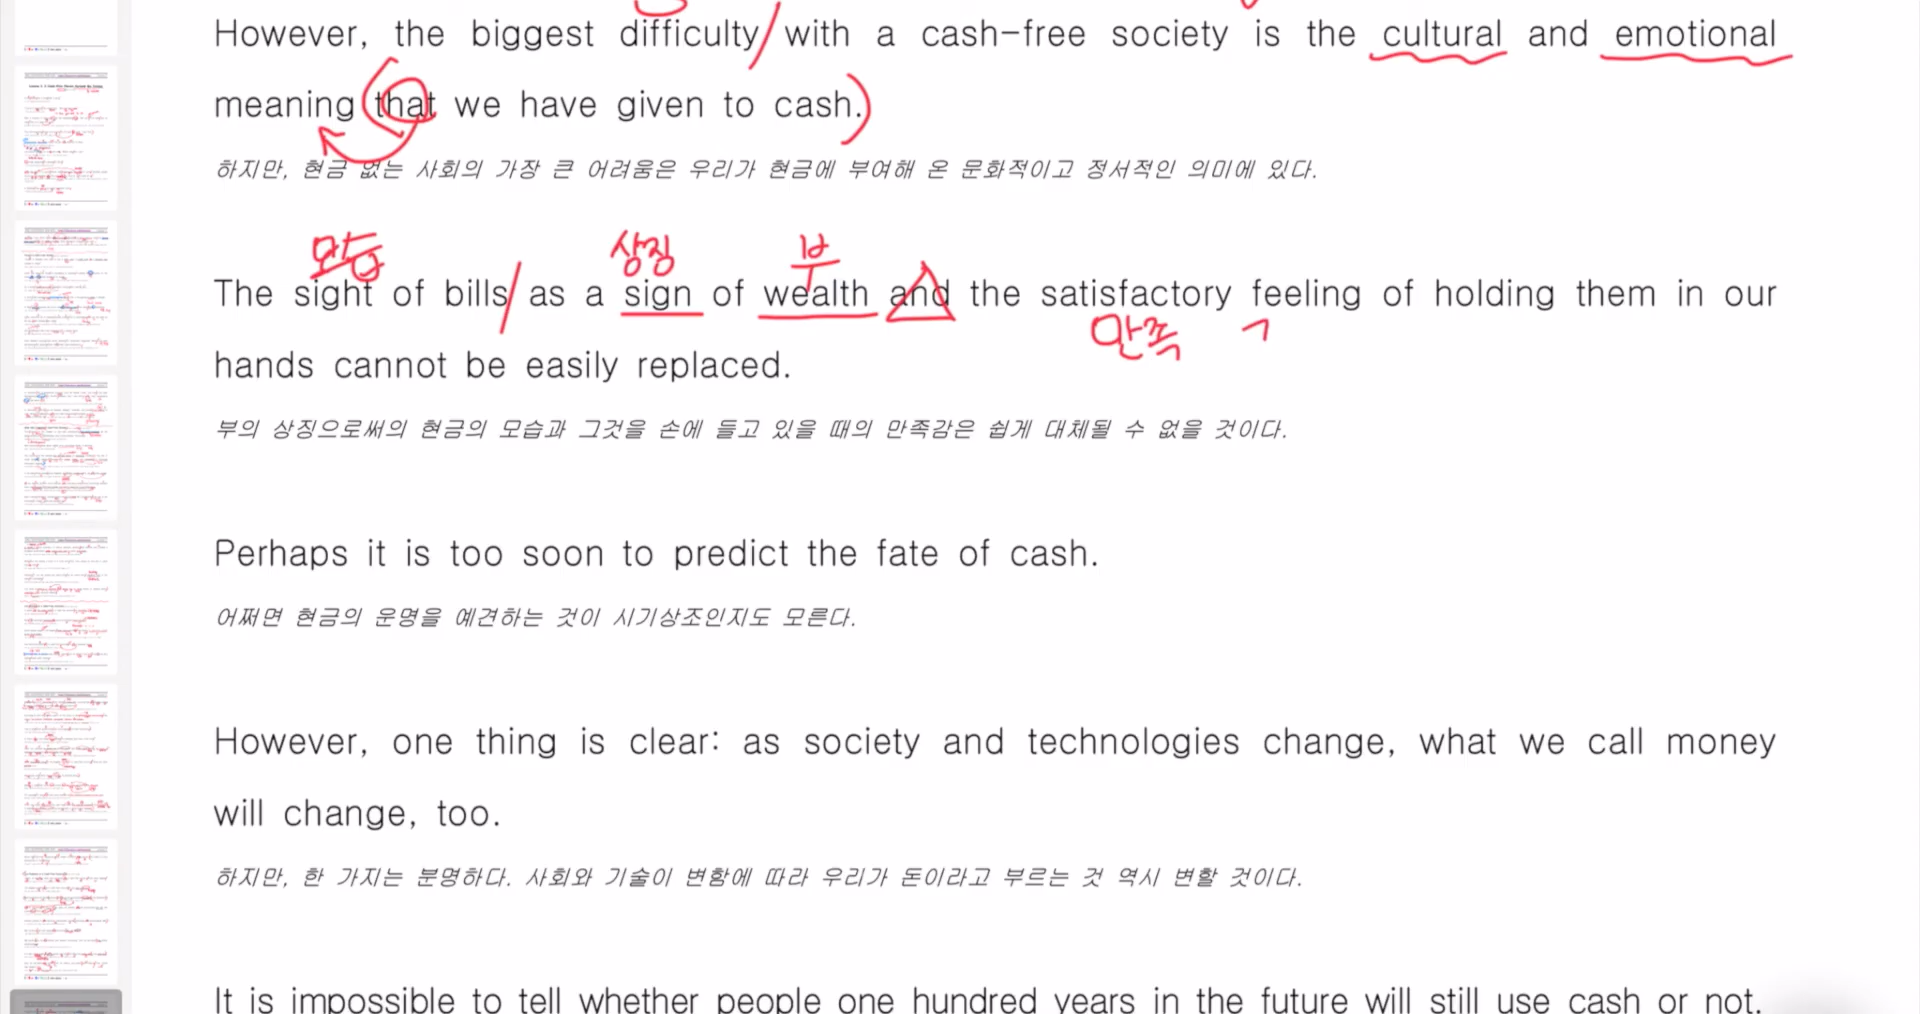 However, the biggest difficulty with a cash-free society is the cultural and emotional
meaning that we have given to cash.
하지만, 현금 없는 사회의 가장 큰 어려움은 우리가 현금에 부여해 온 문화적이고 정서적인 의미에 있다.
모습 상징 부
The sight of bills as a sign of wealth and the satisfactory feeling of holding them in our
만족
hands cannot be easily replaced.
부의 상징으로써의 현금의 모습과 그것을 손에 들고 있을 때의 만족감은 쉽게 대체될 수 없을 것이다.
Perhaps it is too soon to predict the fate of cash.
어쩌면 현금의 운명을 예견하는 것이 시기상조인지도 모른다.
However, one thing is clear: as society and technologies change, what we call money
will change, too.
하지만, 한 가지는 분명하다. 사회와 기술이 변함에 따라 우리가 돈이라고 부르는 것 역시 변할 것이다.
It is impossible to tell whether people one hundred years in the future will still use cash or not.